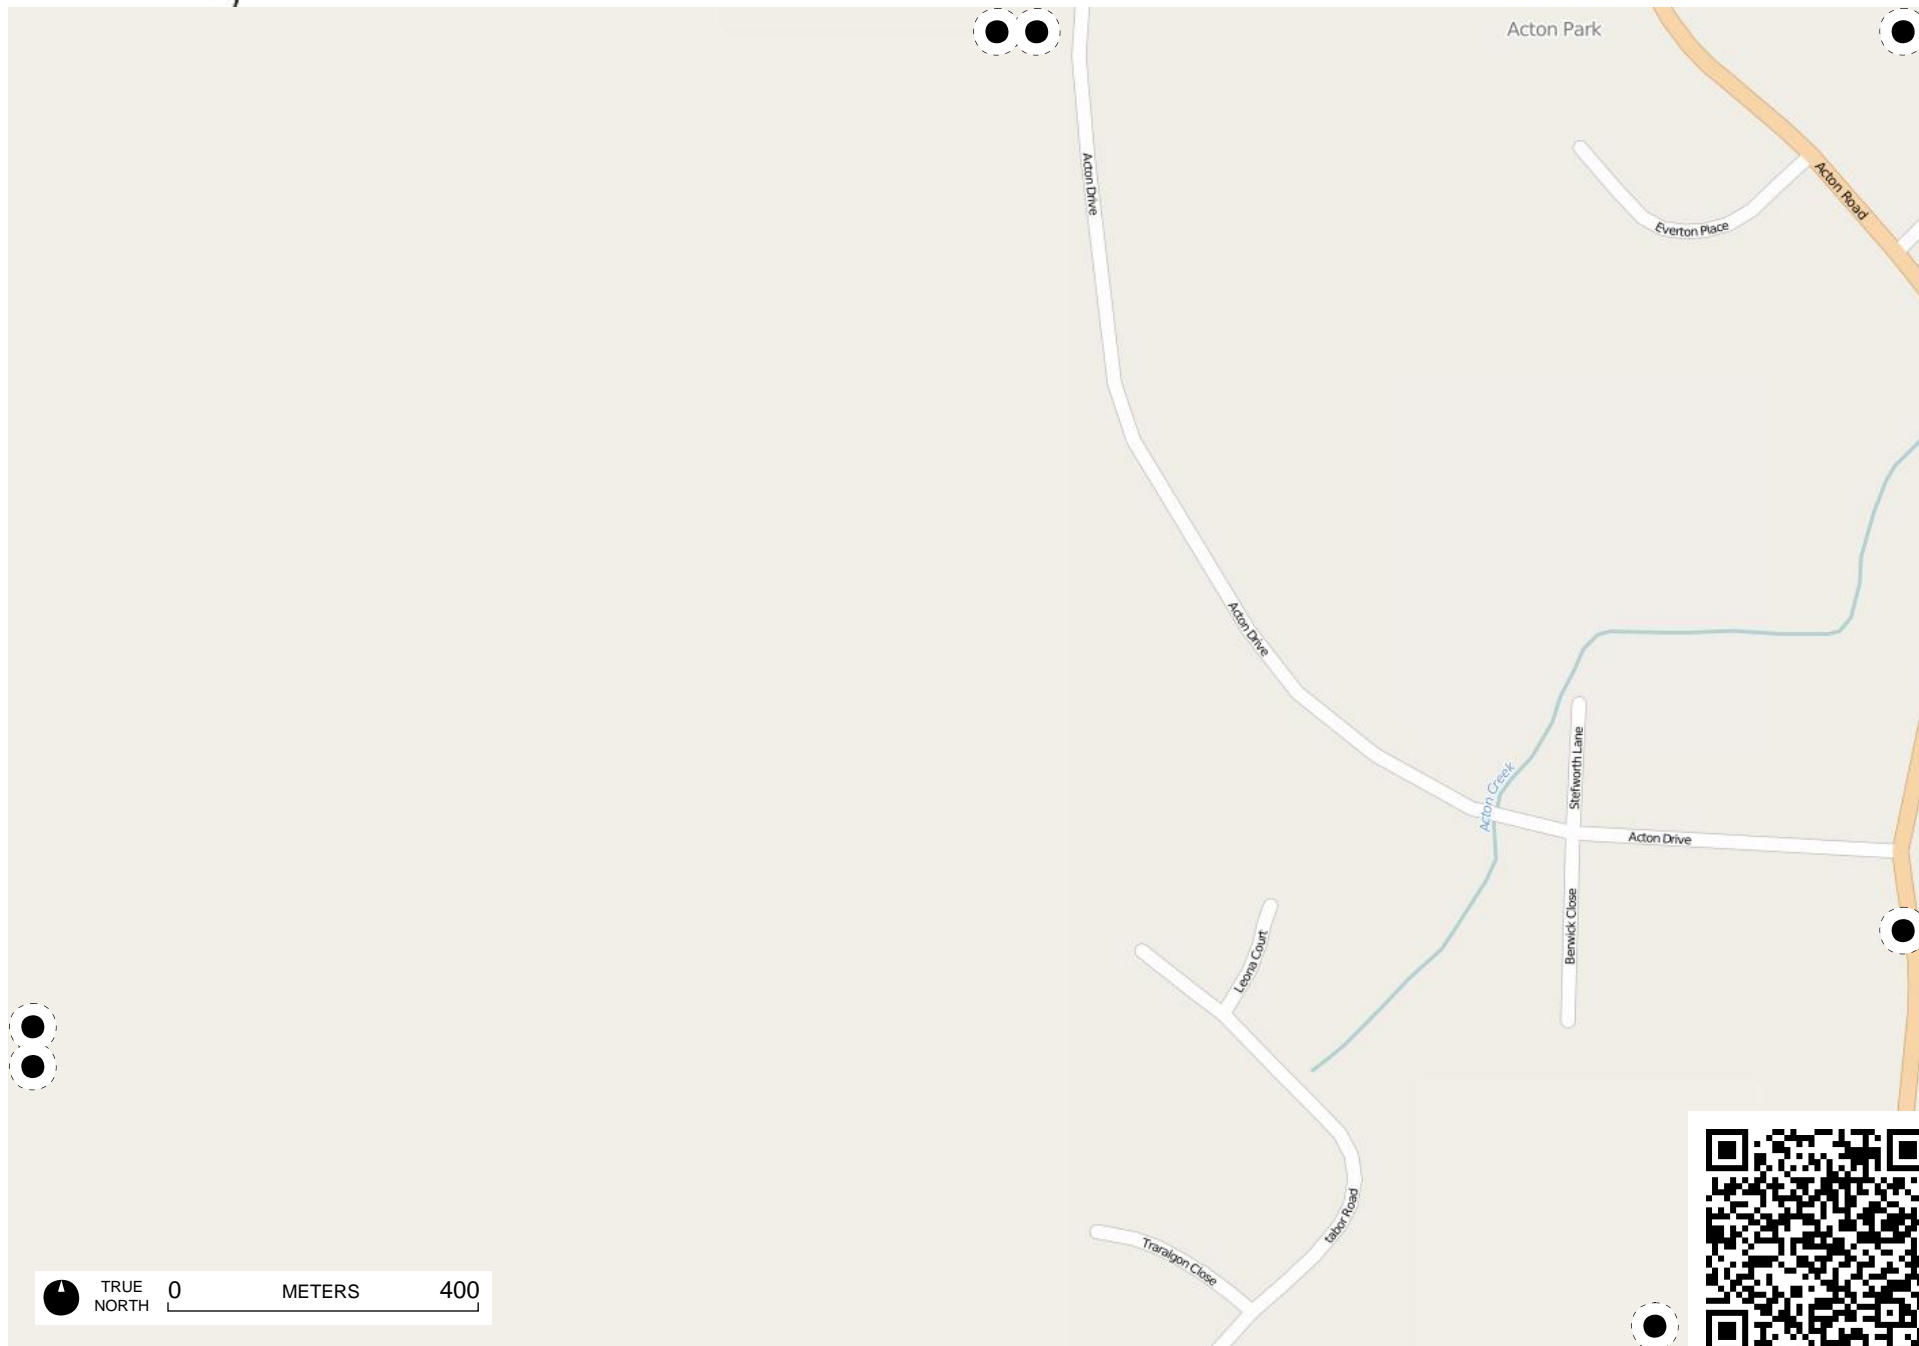 Acton Park
Acton Drive
Acton Road
Everton Place
Acton Drive
Stefworth Lane
Acton Creek
Acton Drive
Berwick Close
Leona Court
tabor Road
Traralgon Close
TRUE
NORTH
0 METERS 400